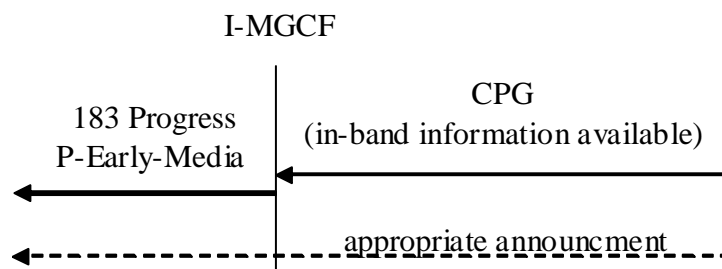 I-MGCF
183 Progress
P-Early-Media
CPG
(in-band information available)
appropriate announcment